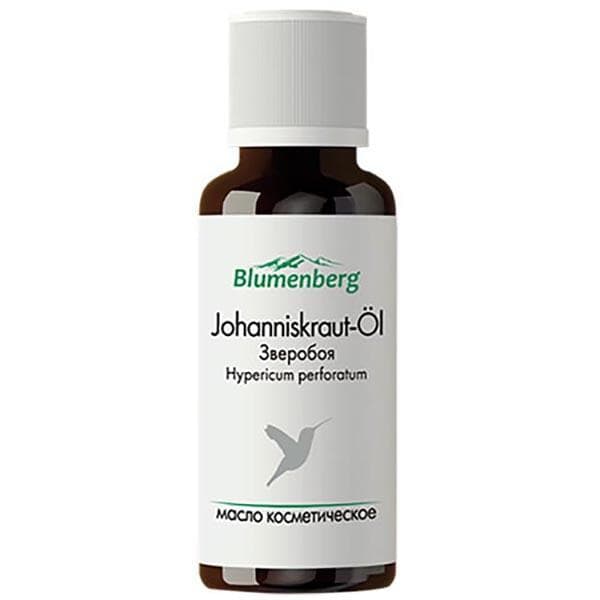 Blumenberg
Johanniskraut-Öl
Зверобоя
Hypericum perforatum
масло косметическое